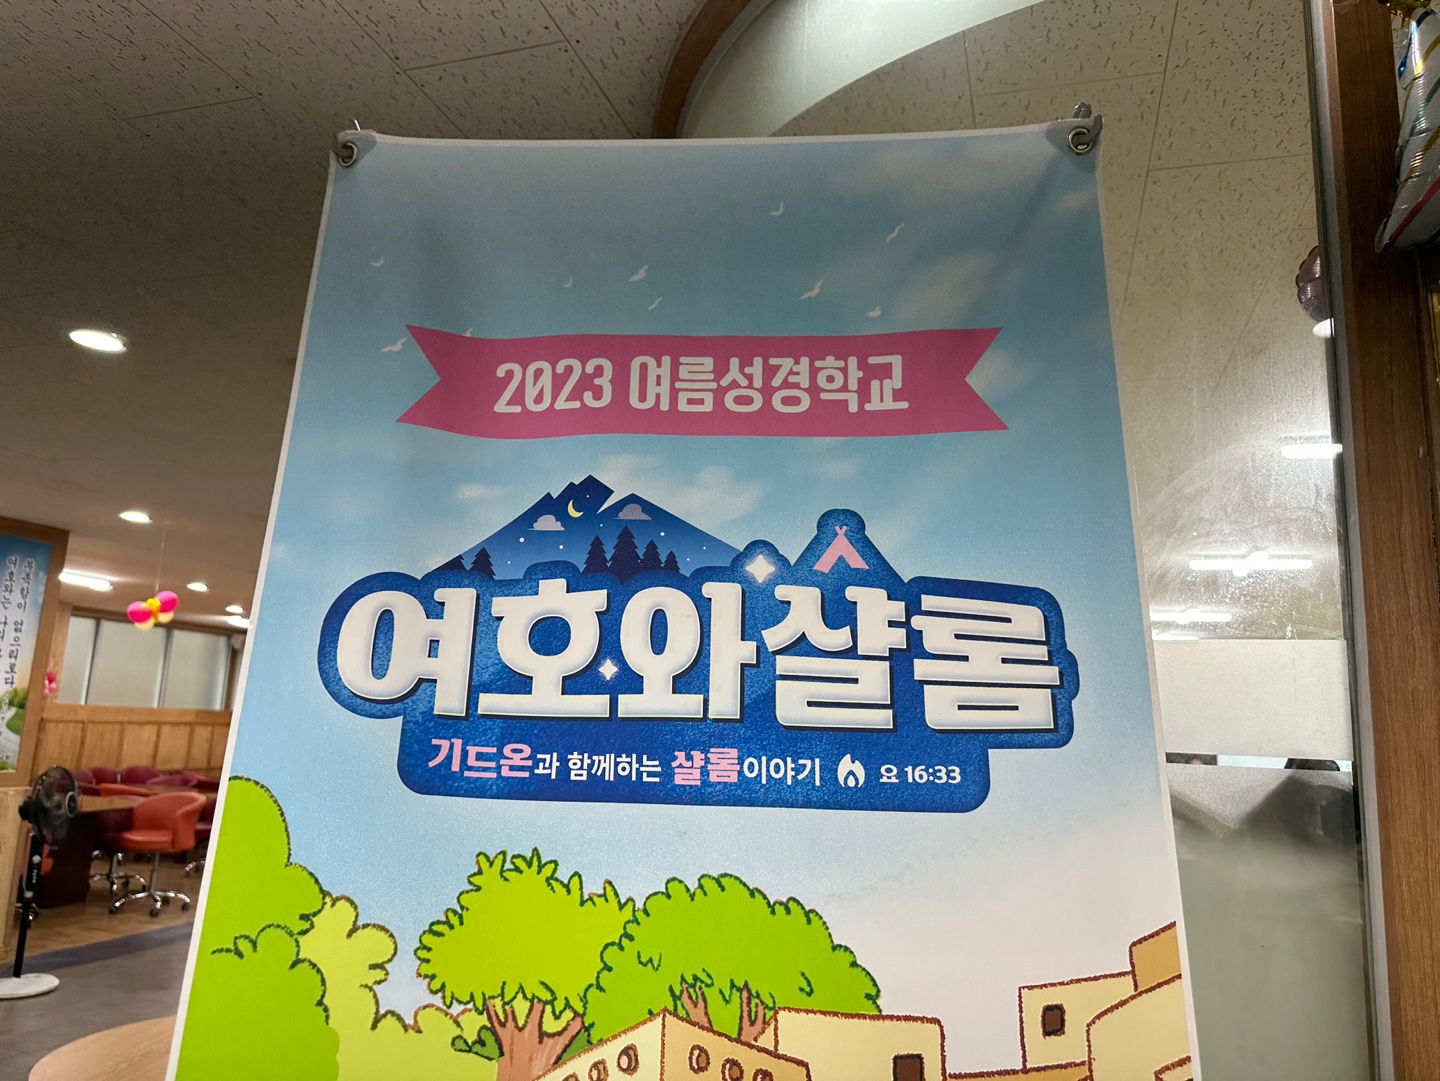 2023 여름성경학교
여호와샬롬
기드온과 함께하는 샬롬이야기 요 16:33